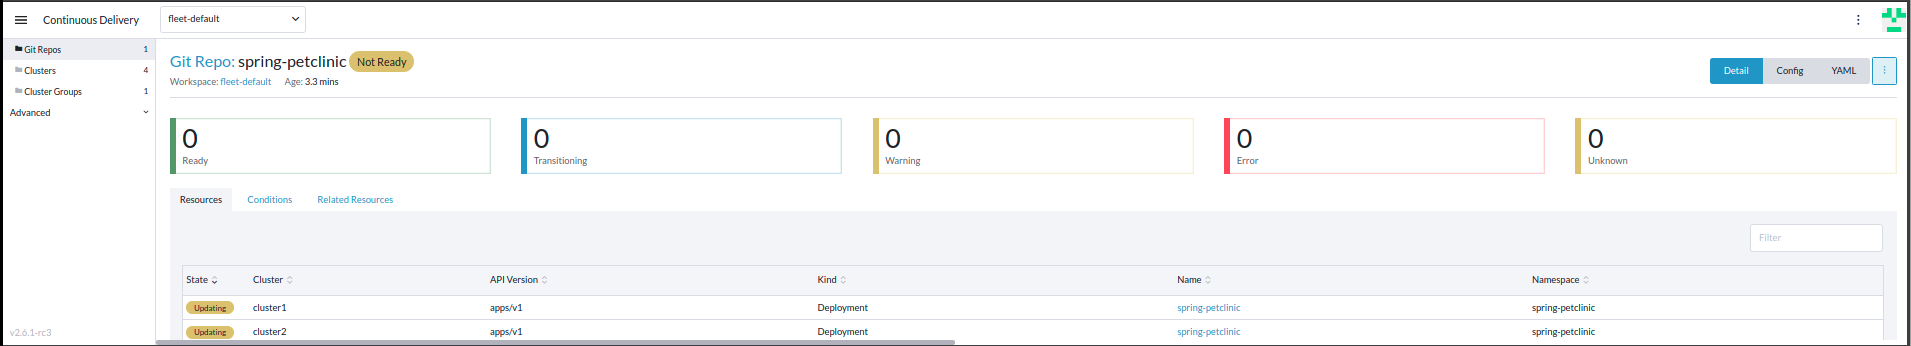 Continuous Delivery fleet-default
Git Repos 1
Clusters 4
Cluster Groups 1
Advanced
v2.6.1-rc3
Git Repo: spring-petclinic Not Ready
Workspace: fleet-default Age: 3.3 mins
Detail Config YAML
0 0 0 0 0
Ready Transitioning Warning Error Unknown
Resources Conditions Related Resources
Filter
State Cluster API Version Kind Name Namespace
Updating cluster1 apps/v1 Deployment spring-petclinic spring-petclinic
Updating cluster2 apps/v1 Deployment spring-petclinic spring-petclinic